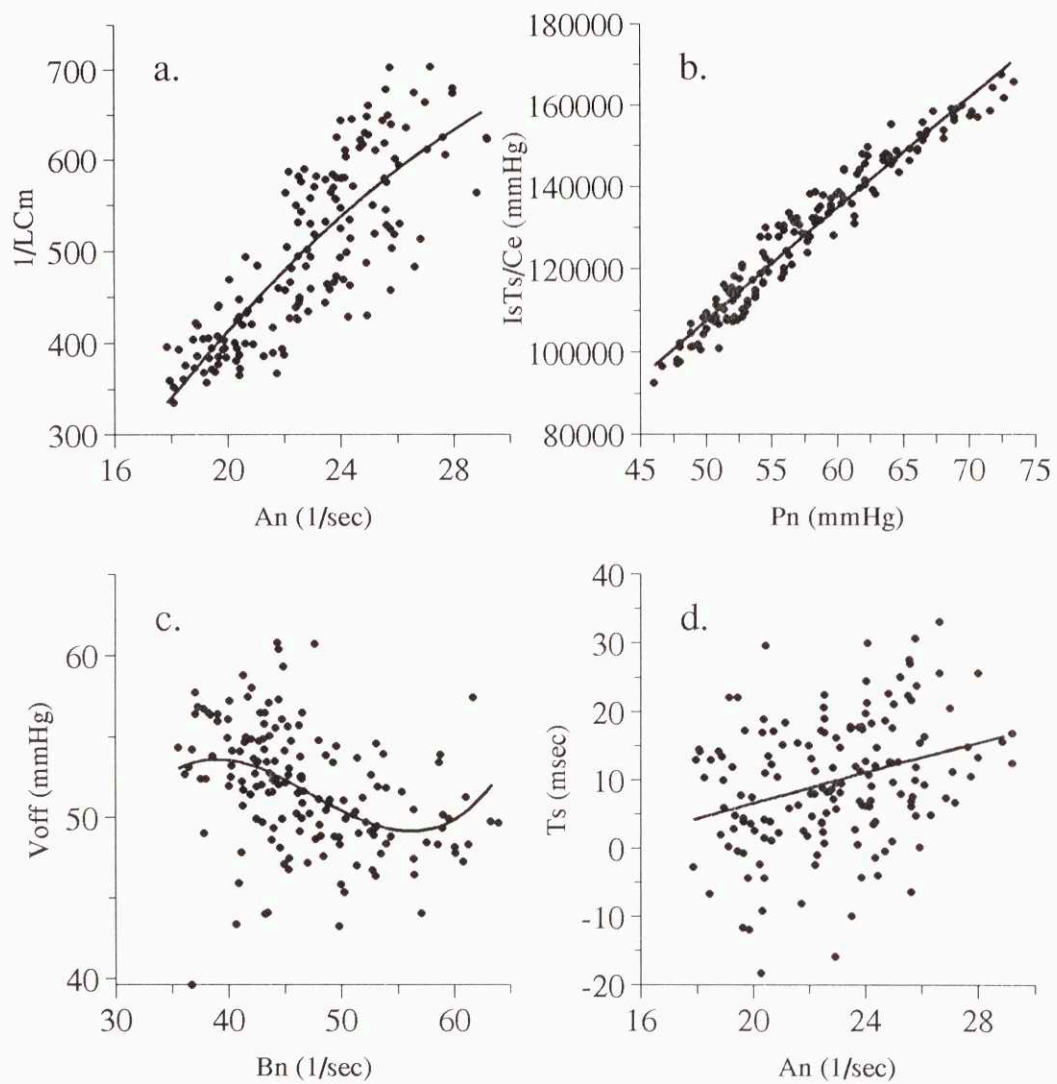 a.
700
600
500
400
300
1/LCm
16 20 24 28
An (1/sec)
b.
180000
160000
140000
120000
100000
80000
IsTs/Ce (mmHg)
45 50 55 60 65 70 75
Pn (mmHg)
c.
60
50
40
Voff (mmHg)
30 40 50 60
Bn (1/sec)
d.
40
30
20
10
0
-10
-20
Ts (msec)
16 20 24 28
An (1/sec)